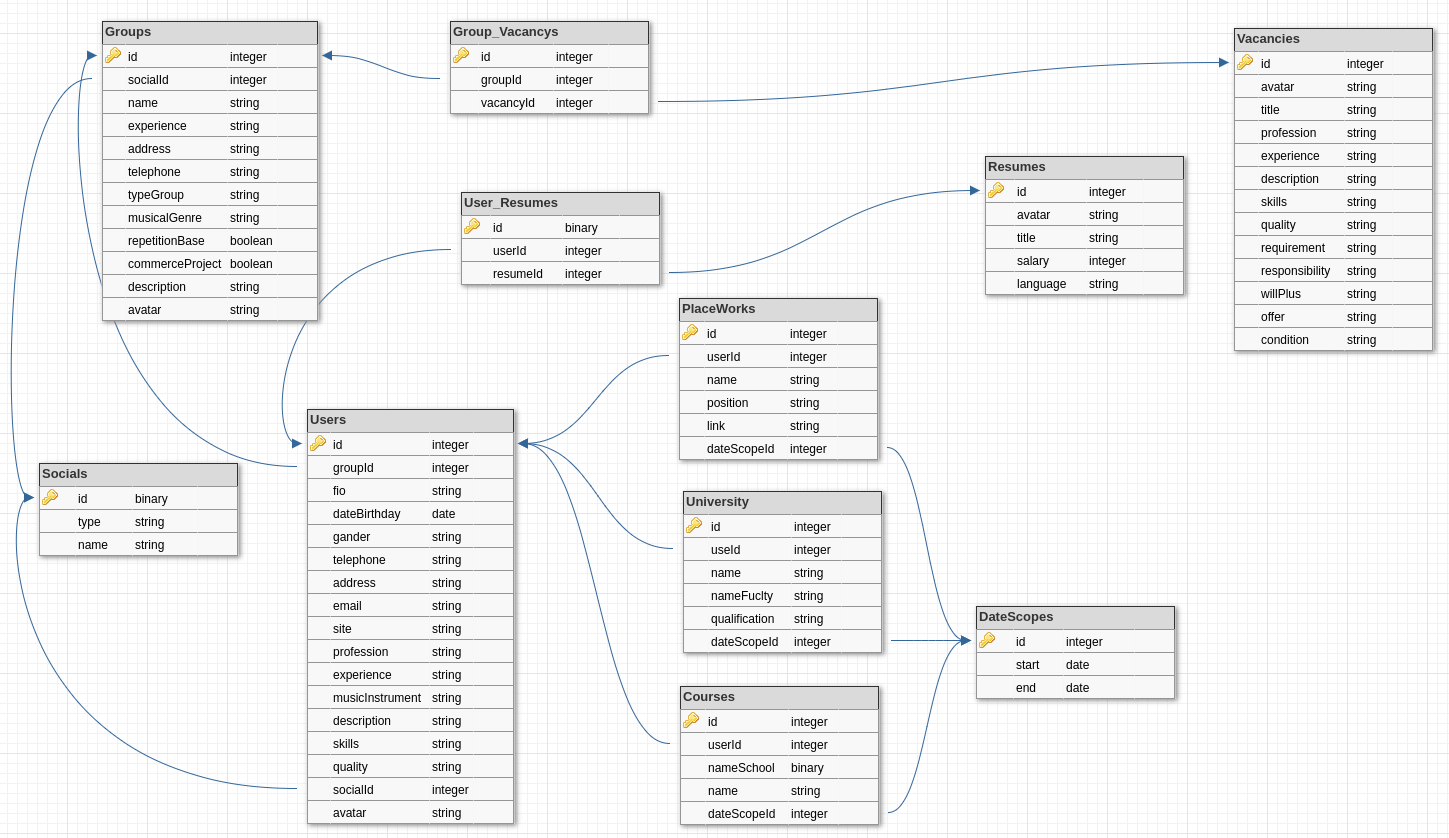 Groups
id integer
socialId integer
name string
experience string
address string
telephone string
typeGroup string
musicalGenre string
repetitionBase boolean
commerceProject boolean
description string
avatar string
Group_Vacancys
id integer
groupId integer
vacancyId integer
Vacancies
id integer
avatar string
title string
profession string
experience string
description string
skills string
quality string
requirement string
responsibility string
willPlus string
offer string
condition string
Resumes
id integer
avatar string
title string
salary integer
language string
User_Resumes
id binary
userId integer
resumeId integer
PlaceWorks
id integer
userId integer
name string
position string
link string
dateScopeId integer
Users
id integer
groupId integer
fio string
dateBirthday date
gander string
telephone string
address string
email string
site string
profession string
experience string
musicInstrument string
description string
skills string
quality string
socialId integer
avatar string
Socials
id binary
type string
name string
University
id integer
useId integer
name string
nameFuclty string
qualification string
dateScopeId integer
DateScopes
id integer
start date
end date
Courses
id integer
userId integer
nameSchool binary
name string
dateScopeId integer